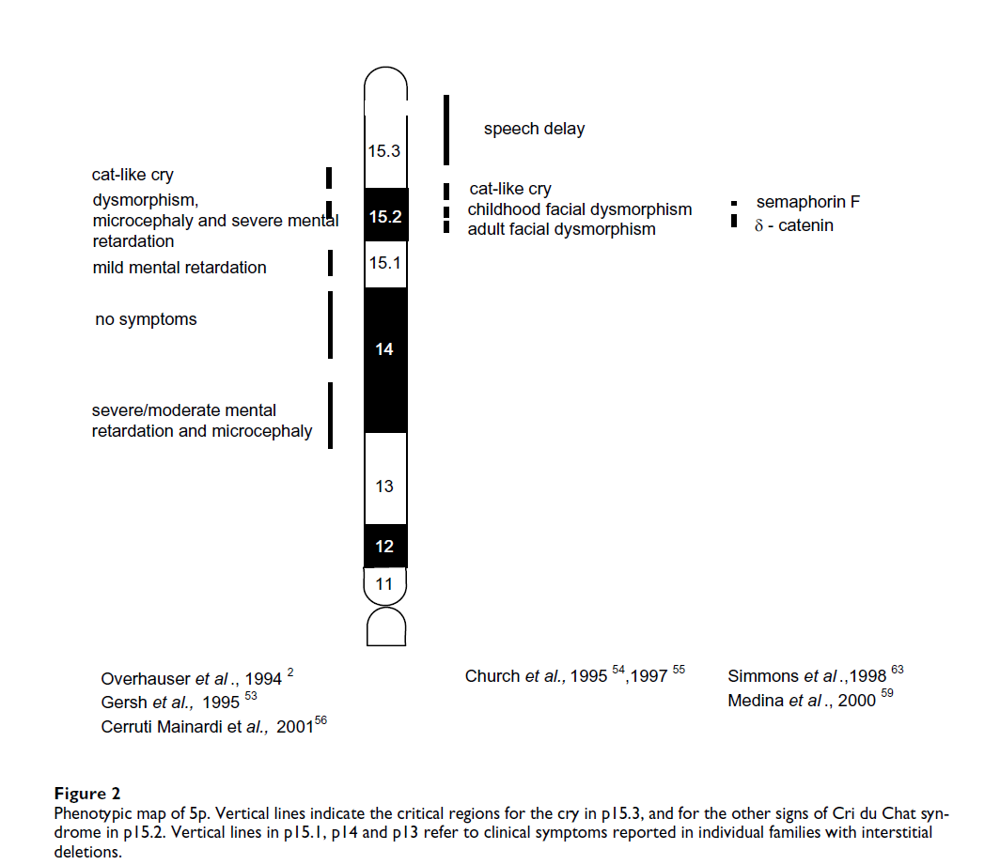 speech delay
15.3
cat-like cry
dysmorphism,
microcephaly and severe mental
retardation
mild mental retardation
no symptoms
severe/moderate mental
retardation and microcephaly
cat-like cry
childhood facial dysmorphism
adult facial dysmorphism
semaphorin F
δ - catenin
15.2
15.1
14
13
12
11
Overhauser et al., 1994 2
Gersh et al., 1995 53
Cerruti Mainardi et al., 2001 56
Church et al., 1995 54,1997 55
Simmons et al.,1998 63
Medina et al., 2000 59
Figure 2
Phenotypic map of 5p. Vertical lines indicate the critical regions for the cry in p15.3, and for the other signs of Cri du Chat syn-
drome in p15.2. Vertical lines in p15.1, p14 and p13 refer to clinical symptoms reported in individual families with interstitial
deletions.